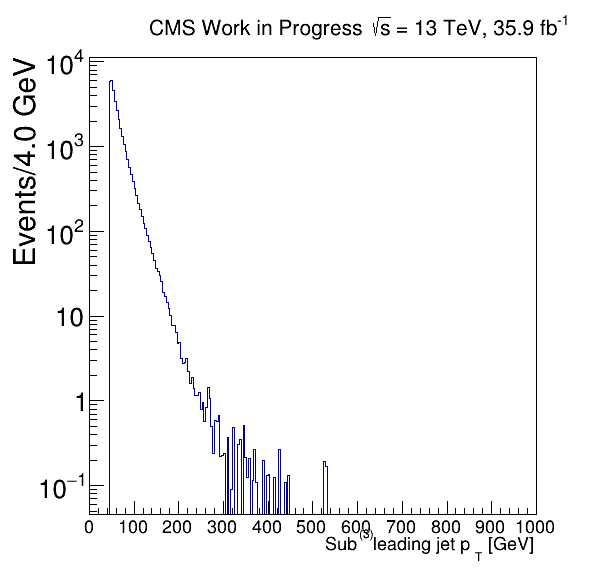 CMS Work in Progress √s = 13 TeV, 35.9 fb⁻¹
Events/4.0 GeV
10⁴
10³
10²
10
1
10⁻¹
0 100 200 300 400 500 600 700 800 900 1000
Sub⁽³⁾leading jet p_T [GeV]